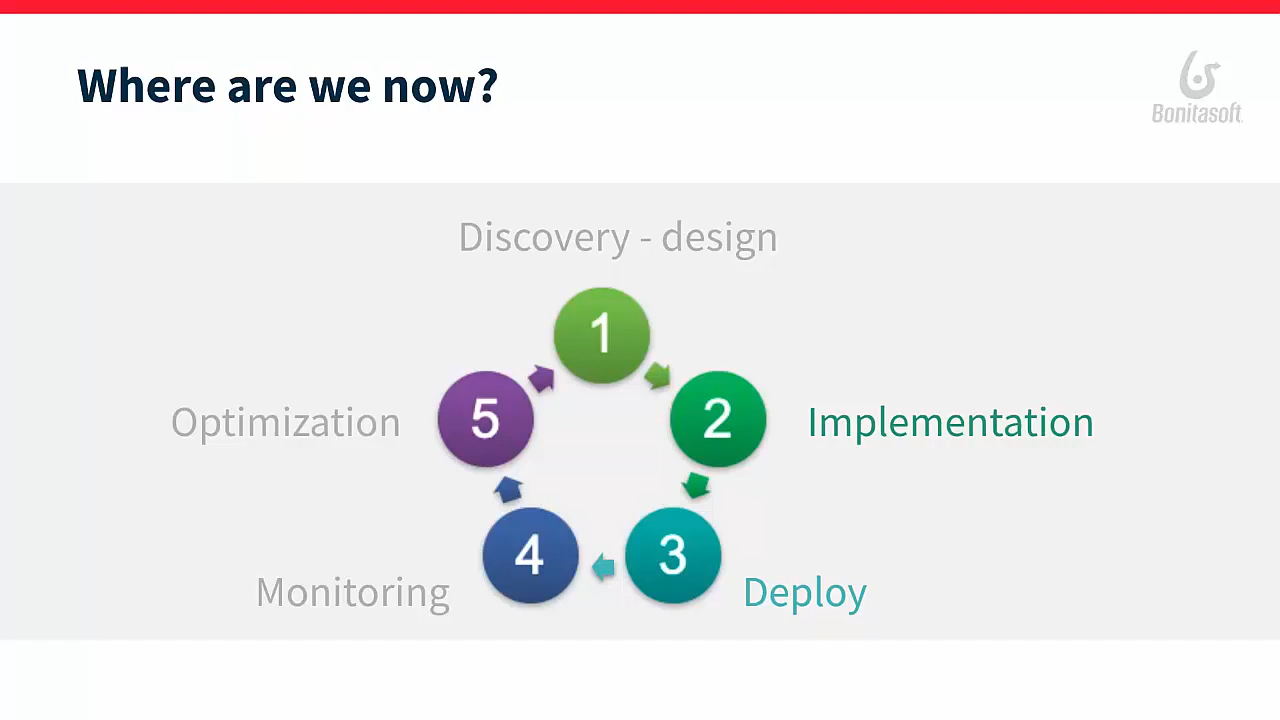 Where are we now?
Bonitasoft
Discovery - design
1
5
2
Optimization
Implementation
4
3
Monitoring
Deploy